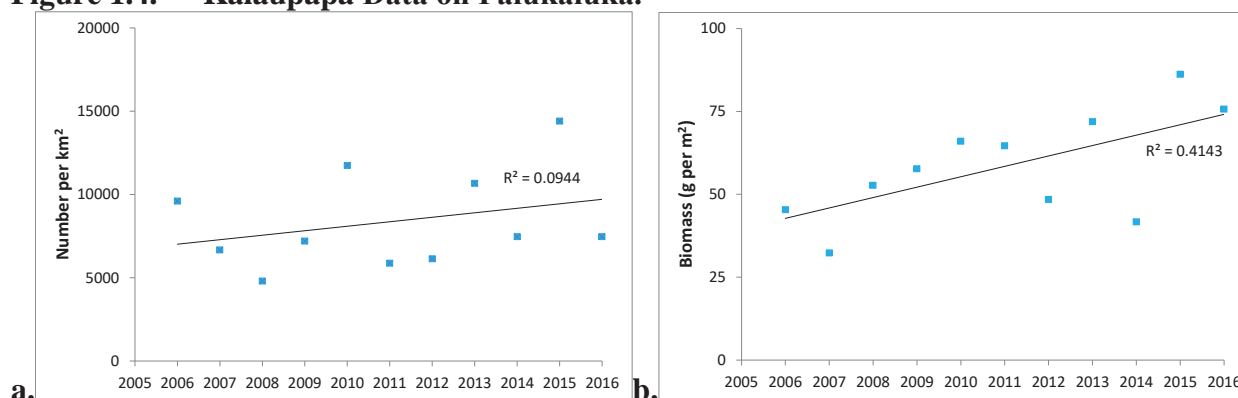 Figure 1.4. Kalaupapa Data on Palukaluka.
20000
15000
10000
5000
0
Number per km²
R² = 0.0944
2005 2006 2007 2008 2009 2010 2011 2012 2013 2014 2015 2016
a.
100
75
50
25
0
Biomass (g per m²)
R² = 0.4143
2005 2006 2007 2008 2009 2010 2011 2012 2013 2014 2015 2016
b.